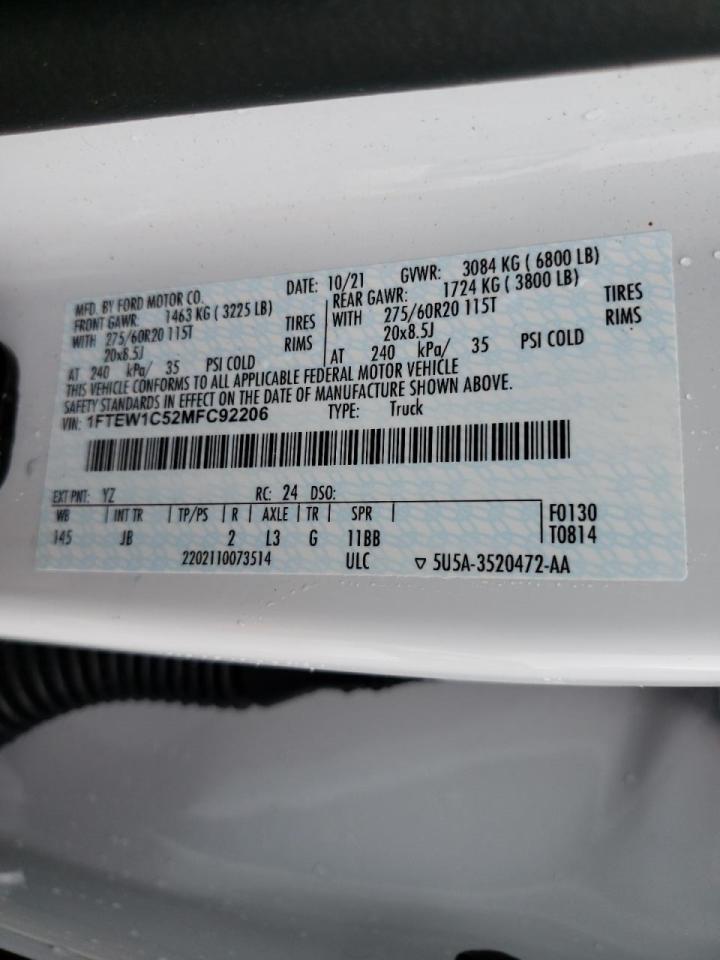 MFD. BY FORD MOTOR CO. DATE: 10/21 GVWR: 3084 KG ( 6800 LB)
FRONT GAWR: 1463 KG ( 3225 LB) REAR GAWR: 1724 KG ( 3800 LB)
WITH 275/60R20 115T TIRES WITH 275/60R20 115T TIRES
20x8.5J RIMS 20x8.5J RIMS
AT 240 kPa/ 35 PSI COLD AT 240 kPa/ 35 PSI COLD
THIS VEHICLE CONFORMS TO ALL APPLICABLE FEDERAL MOTOR VEHICLE
SAFETY STANDARDS IN EFFECT ON THE DATE OF MANUFACTURE SHOWN ABOVE.
VIN: 1FTEW1C52MFC92206 TYPE: Truck
EXT PNT: YZ RC: 24 DSO:
WB INT TR TP/PS R AXLE TR SPR F0130
145 JB 2 L3 G 11BB T0814
2202110073514 ULC ▽ 5U5A-3520472-AA